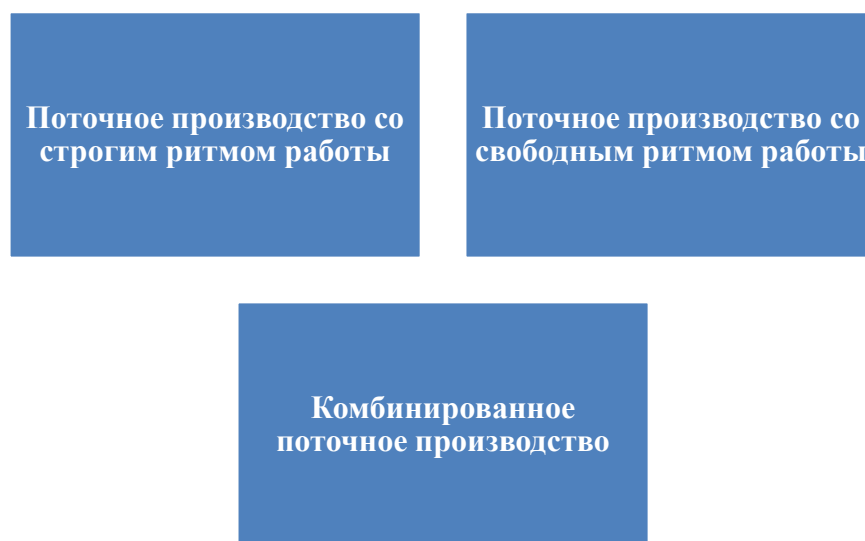 Поточное производство со
строгим ритмом работы
Поточное производство со
свободным ритмом работы
Комбинированное
поточное производство